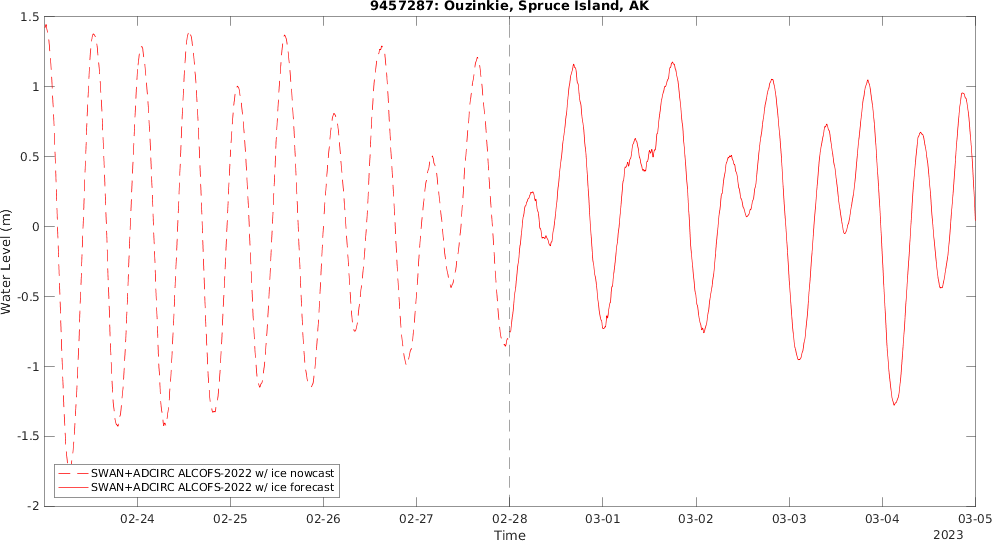 9457287: Ouzinkie, Spruce Island, AK
1.5
1
0.5
0
-0.5
-1
-1.5
-2
Water Level (m)
SWAN+ADCIRC ALCOFS-2022 w/ ice nowcast
SWAN+ADCIRC ALCOFS-2022 w/ ice forecast
02-24 02-25 02-26 02-27 02-28 03-01 03-02 03-03 03-04 03-05
Time
2023